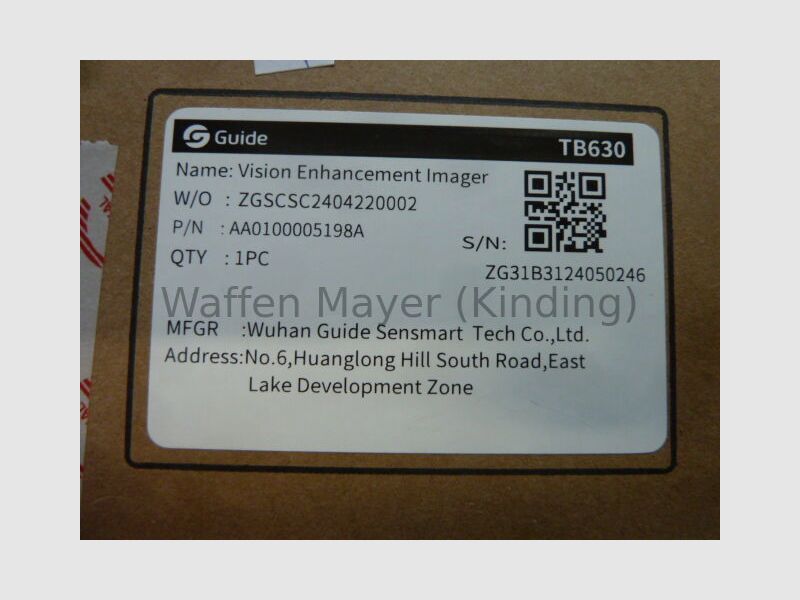 Guide TB630
Name: Vision Enhancement Imager
W/O : ZGSCSC2404220002
P/N : AA0100005198A
S/N:
QTY : 1PC
ZG31B3124050246
Waffen Mayer (Kinding)
MFGR :Wuhan Guide Sensmart Tech Co.,Ltd.
Address:No.6,Huanglong Hill South Road,East
Lake Development Zone